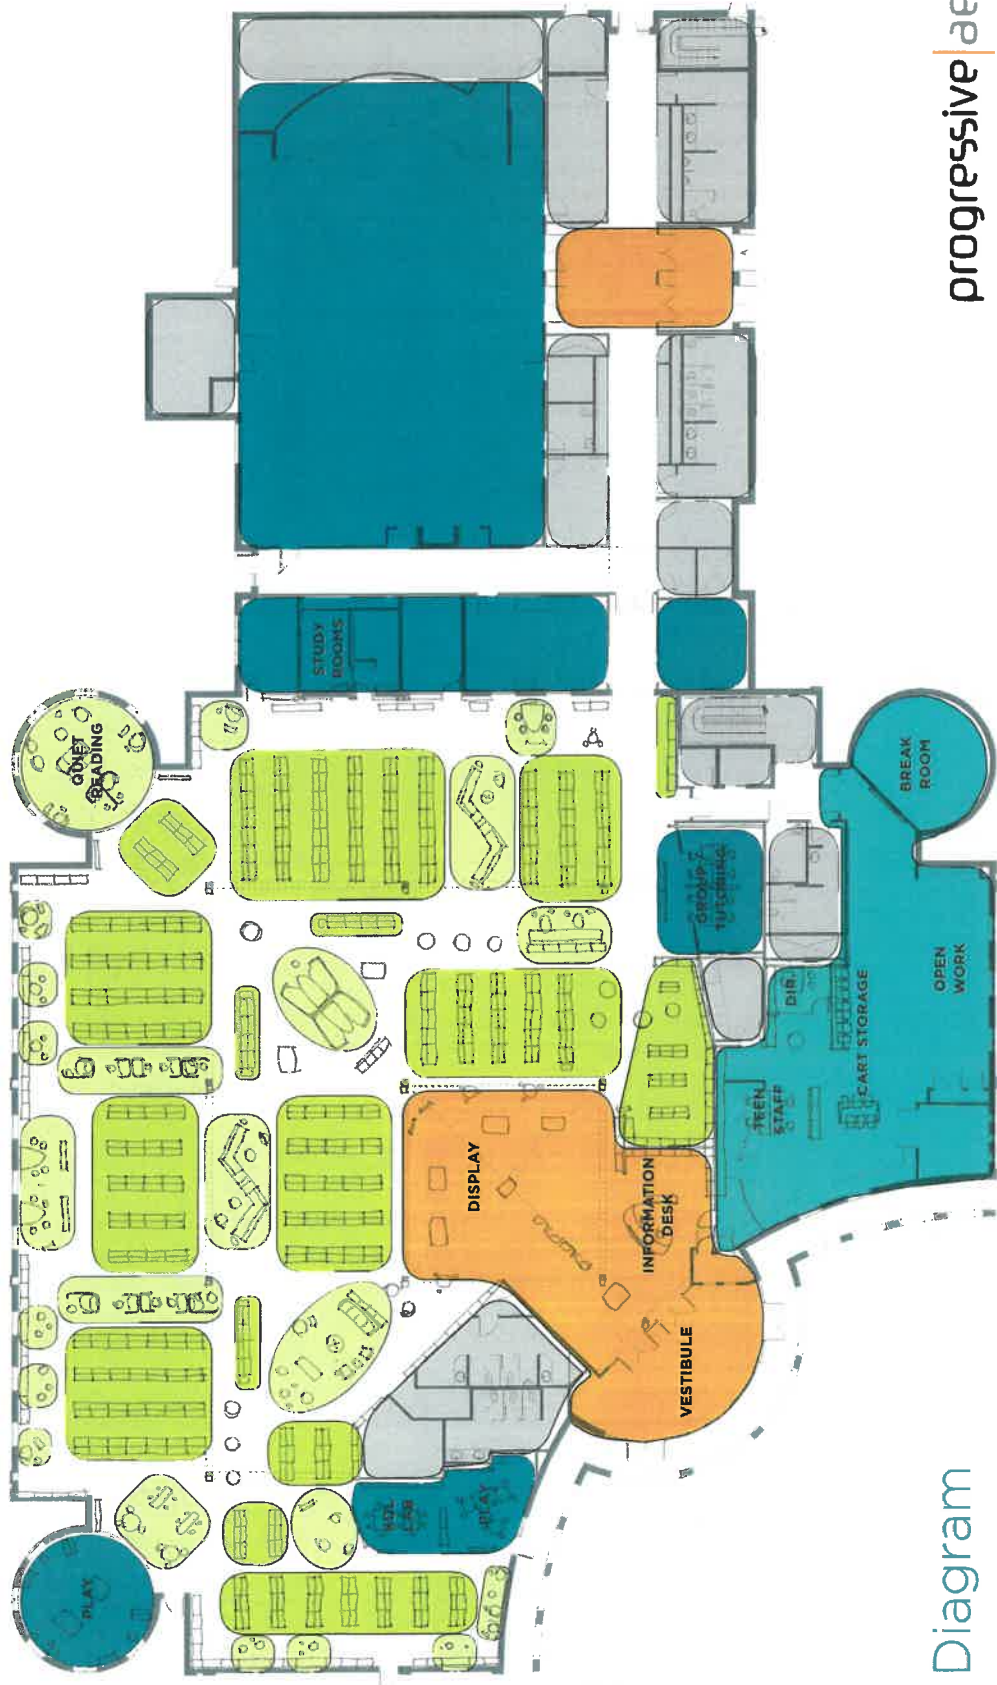 Diagram
progressive ae
PLAY
QUIET
READING
STUDY
ROOMS
PLAY
DISPLAY
INFORMATION
DESK
VESTIBULE
GROUP
TUTORING
TEEN
STAFF
DIR
CART STORAGE
OPEN
WORK
BREAK
ROOM